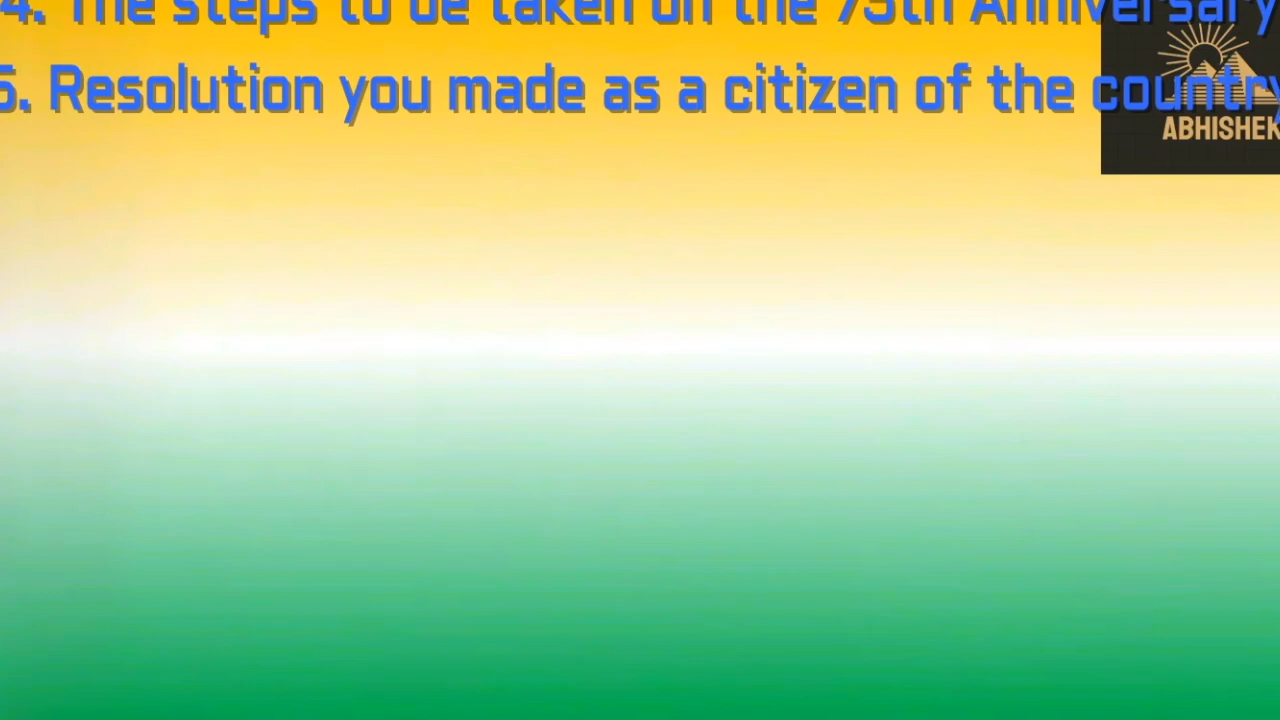 4. The steps to be taken on the 75th Anniversary
5. Resolution you made as a citizen of the country
ABHISHEK